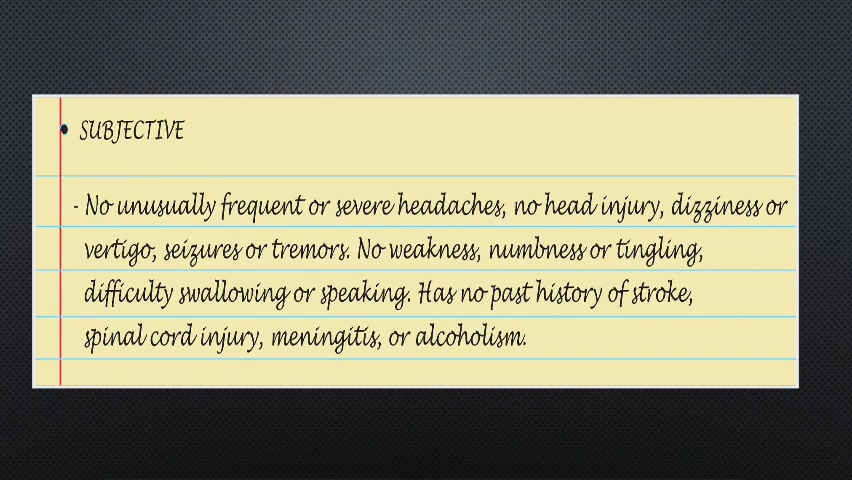 • SUBJECTIVE
- No unusually frequent or severe headaches, no head injury, dizziness or
vertigo, seizures or tremors. No weakness, numbness or tingling,
difficulty swallowing or speaking. Has no past history of stroke,
spinal cord injury, meningitis, or alcoholism.